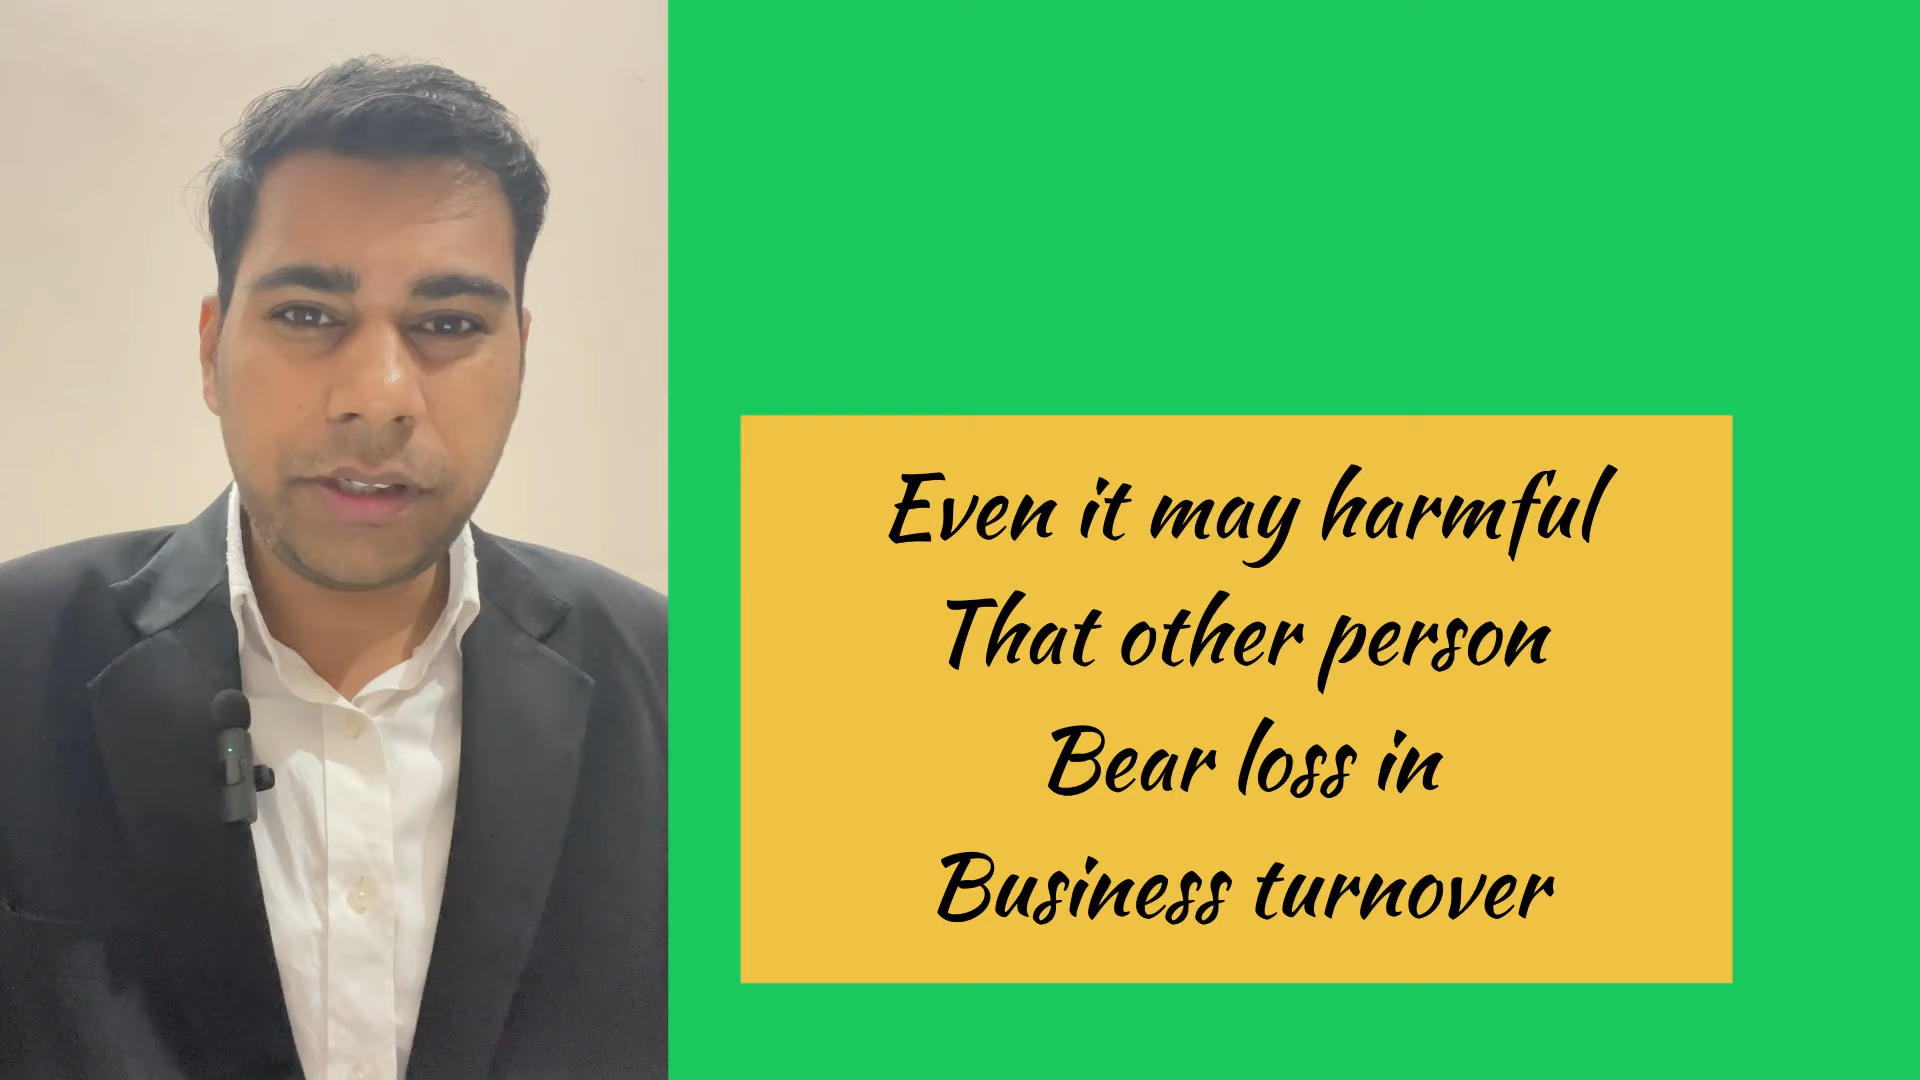 Even it may harmful
That other person
Bear loss in
Business turnover